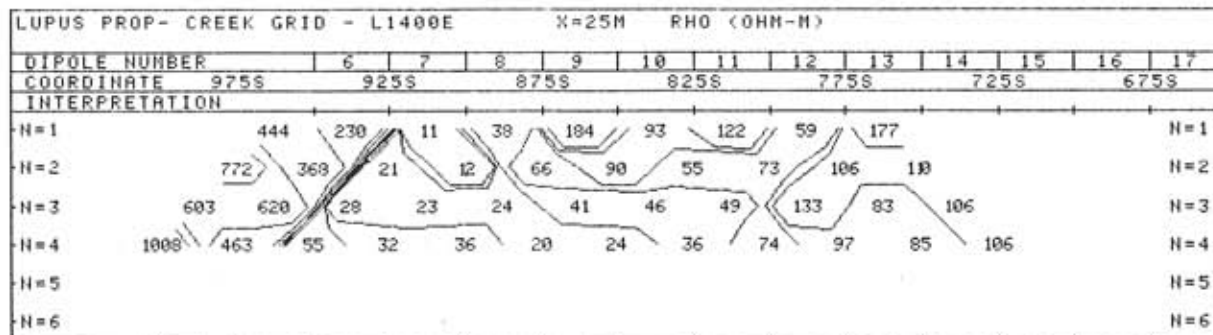 LUPUS PROP- CREEK GRID - L1400E X=25M RHO (OHM-M)
DIPOLE NUMBER 6 7 8 9 10 11 12 13 14 15 16 17
COORDINATE 975S 925S 875S 825S 775S 725S 675S
INTERPRETATION
N=1 444 230 11 38 184 93 122 59 177 N=1
N=2 772 368 21 12 66 90 55 73 106 110 N=2
N=3 603 620 28 23 24 41 46 49 133 83 106 N=3
N=4 1008 463 55 32 36 20 24 36 74 97 85 106 N=4
N=5 N=5
N=6 N=6